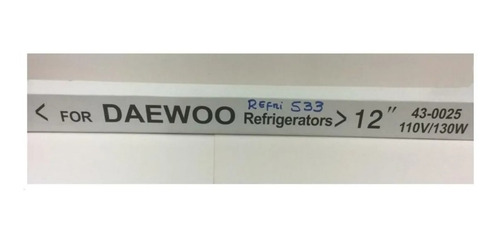 REFRI 533
< FOR DAEWOO Refrigerators > 12" 43-0025
110V/130W